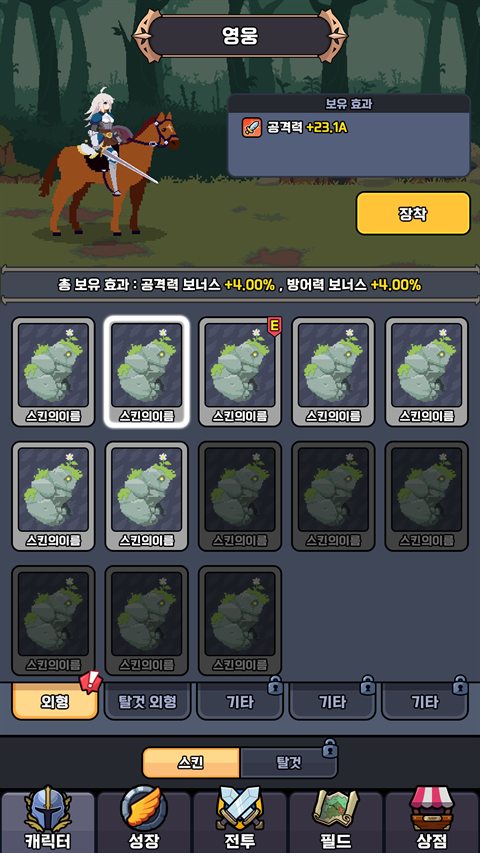 영웅
보유 효과
공격력 +23.1A
장착
총 보유 효과 : 공격력 보너스 +4.00% , 방어력 보너스 +4.00%
E
스킨의이름 스킨의이름 스킨의이름 스킨의이름 스킨의이름
스킨의이름 스킨의이름 스킨의이름 스킨의이름 스킨의이름
스킨의이름 스킨의이름 스킨의이름
외형 탈것 외형 기타 기타 기타
스킨 탈것
캐릭터 성장 전투 필드 상점